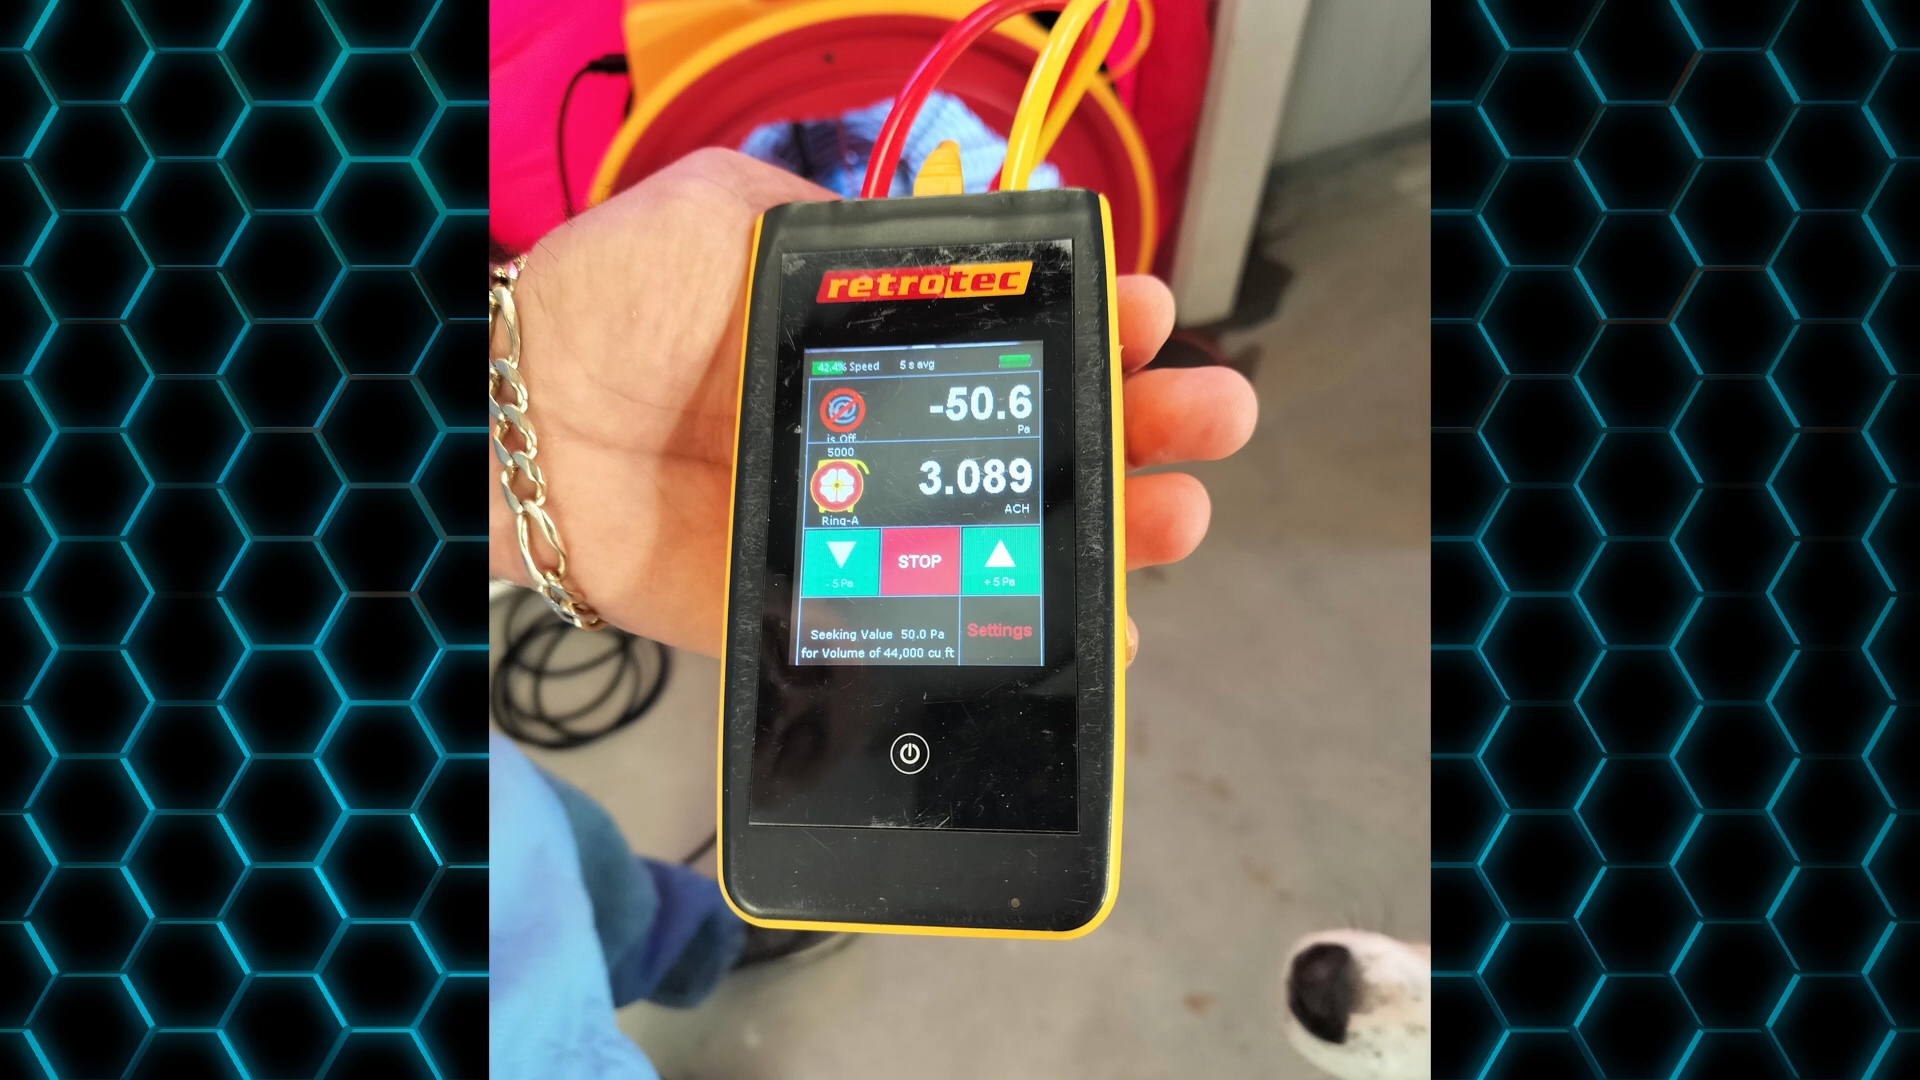 retrotec
42.4% Speed 5 s avg
-50.6
Pa
is Off.
5000
3.089
ACH
Ring-A
STOP
- 5 Pa
+ 5 Pa
Seeking Value 50.0 Pa
for Volume of 44,000 cu ft
Settings